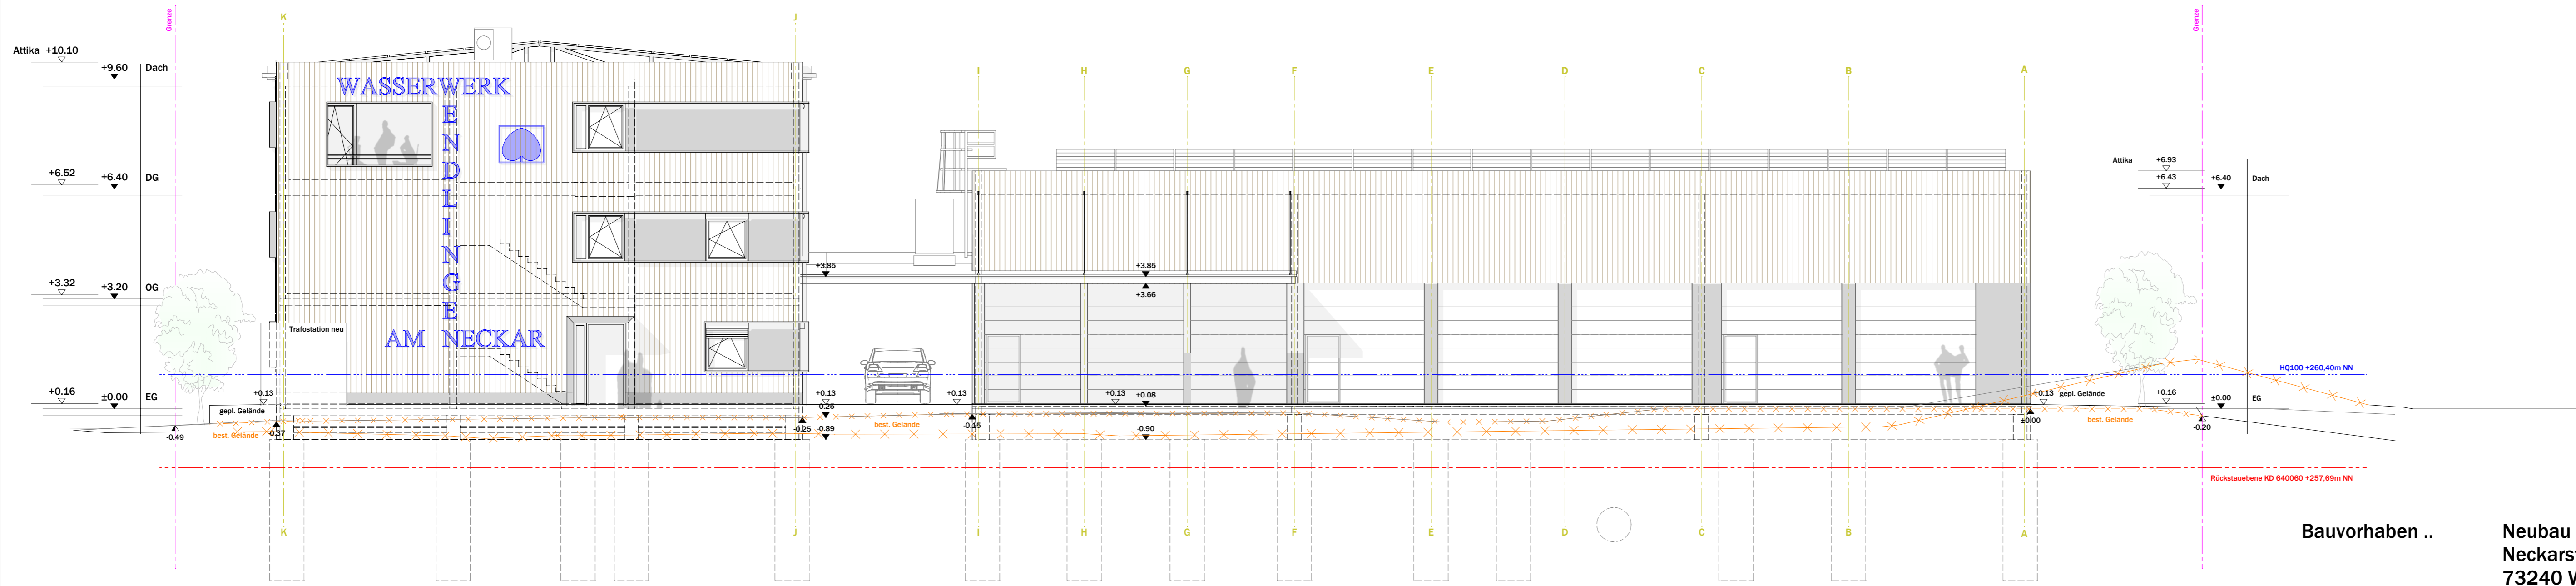 Grenze
K
J
Grenze
Attika +10.10
+9.60 Dach
WASSERWERK
WENDLINGEN
AM NECKAR
I
H
G
F
E
D
C
B
A
+6.52
+6.40 DG
Attika +6.93
+6.43
+6.40 Dach
+3.32
+3.20 OG
+3.85
+3.85
+3.66
Trafostation neu
HQ100 +260,40m NN
+0.16
±0.00 EG
+0.13
gepl. Gelände
+0.13
-0.25
+0.13
+0.13
+0.08
+0.13 gepl. Gelände
+0.16
±0.00 EG
-0.49
best. Gelände
-0.37
-0.25
-0.89
best. Gelände
-0.15
-0.90
±0.00
best. Gelände
-0.20
Rückstauebene KD 640060 +257,69m NN
K
J
I
H
G
F
E
D
C
B
A
Bauvorhaben ..
Neubau
Neckars
73240 W